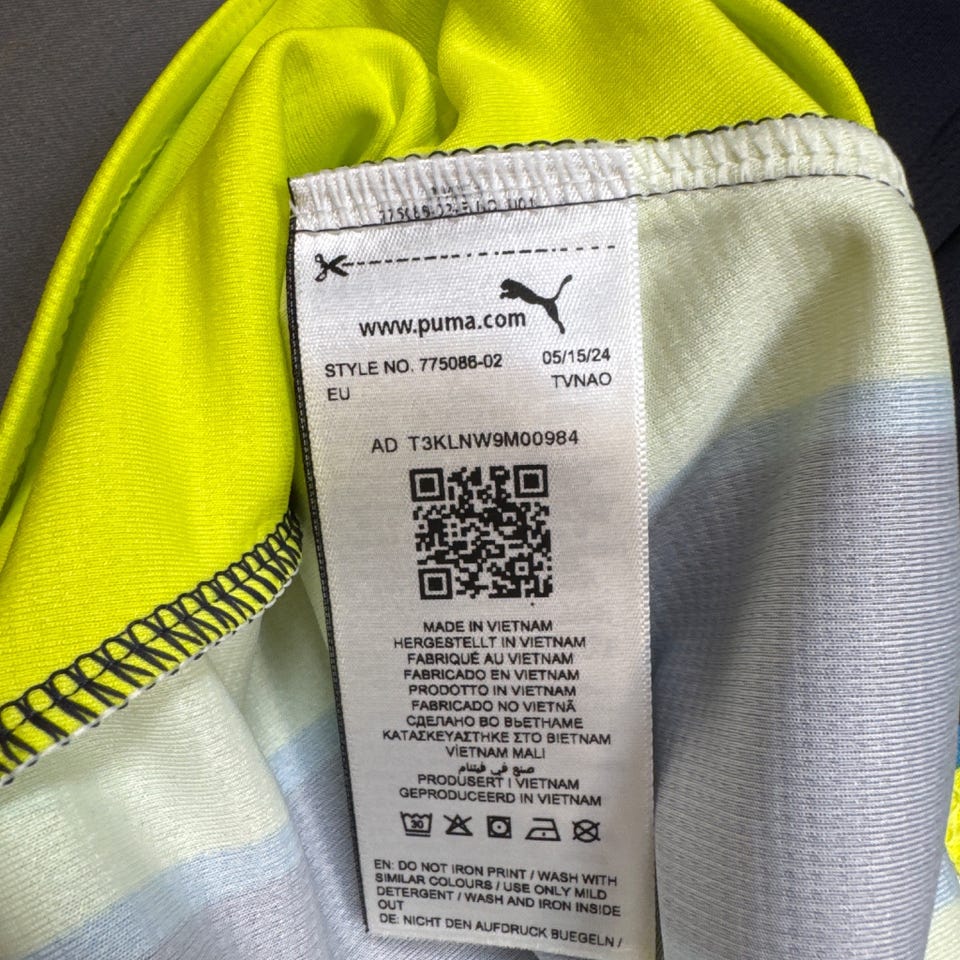 www.puma.com
STYLE NO. 775086-02 05/15/24
EU TVNAO
AD T3KLNW9M00984
MADE IN VIETNAM
HERGESTELLT IN VIETNAM
FABRIQUÉ AU VIETNAM
FABRICADO EN VIETNAM
PRODOTTO IN VIETNAM
FABRICADO NO VIETNÃ
СДЕЛАНО ВО ВЬЕТНАМЕ
ΚΑΤΑΣΚΕΥΑΣΤΗΚΕ ΣΤΟ ΒΙΕΤΝΑΜ
VİETNAM MALI
صنع في فيتنام
PRODUSERT I VIETNAM
GEPRODUCEERD IN VIETNAM
30
EN: DO NOT IRON PRINT / WASH WITH
SIMILAR COLOURS / USE ONLY MILD
DETERGENT / WASH AND IRON INSIDE
OUT
DE: NICHT DEN AUFDRUCK BUEGELN /